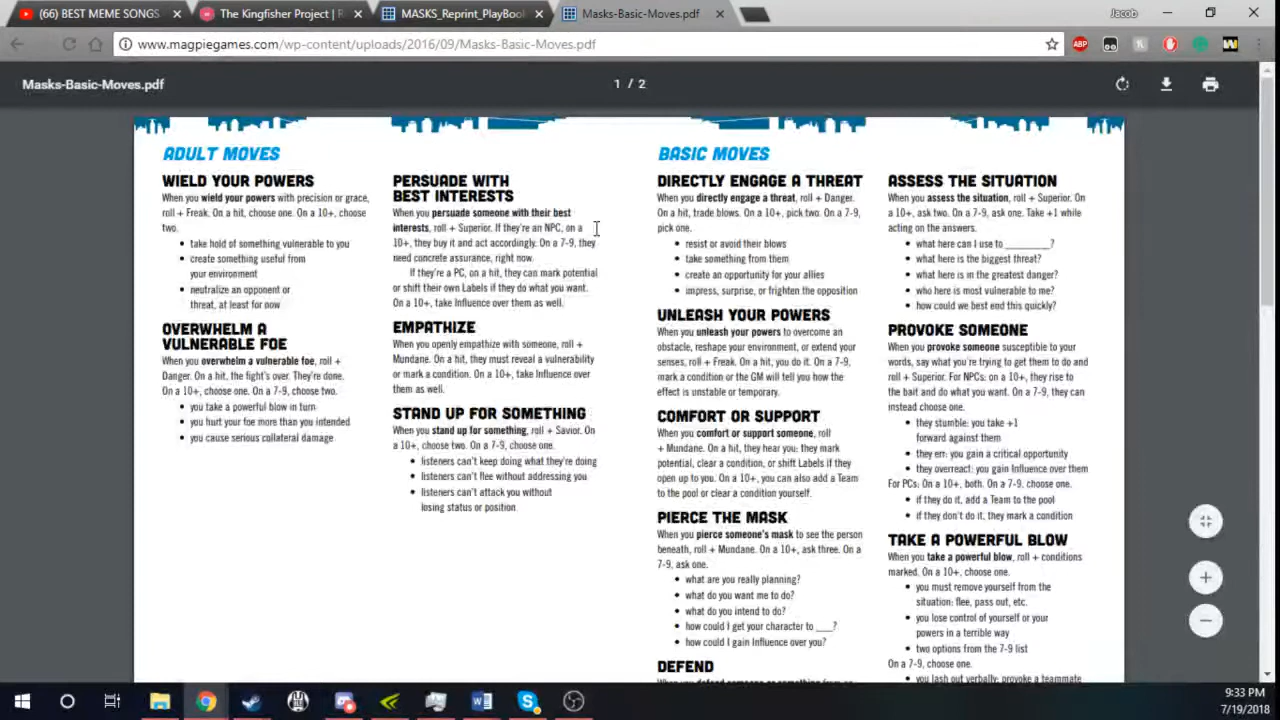 (66) BEST MEME SONGS
The Kingfisher Project | R
MASKS_Reprint_PlayBook
Masks-Basic-Moves.pdf
Jacob
www.magpiegames.com/wp-content/uploads/2016/09/Masks-Basic-Moves.pdf
ABP
Masks-Basic-Moves.pdf
1 / 2
ADULT MOVES
WIELD YOUR POWERS
When you wield your powers with precision or grace,
roll + Freak. On a hit, choose one. On a 10+, choose
two.
• take hold of something vulnerable to you
• create something useful from
your environment
• neutralize an opponent or
threat, at least for now
OVERWHELM A
VULNERABLE FOE
When you overwhelm a vulnerable foe, roll +
Danger. On a hit, the fight's over. They're done.
On a 10+, choose one. On a 7-9, choose two.
• you take a powerful blow in turn
• you hurt your foe more than you intended
• you cause serious collateral damage
PERSUADE WITH
BEST INTERESTS
When you persuade someone with their best
interests, roll + Superior. If they're an NPC, on a
10+, they buy it and act accordingly. On a 7-9, they
need concrete assurance, right now.
If they're a PC, on a hit, they can mark potential
or shift their own Labels if they do what you want.
On a 10+, take Influence over them as well.
EMPATHIZE
When you openly empathize with someone, roll +
Mundane. On a hit, they must reveal a vulnerability
or mark a condition. On a 10+, take Influence over
them as well.
STAND UP FOR SOMETHING
When you stand up for something, roll + Savior. On
a 10+, choose two. On a 7-9, choose one.
• listeners can't keep doing what they're doing
• listeners can't flee without addressing you
• listeners can't attack you without
losing status or position
BASIC MOVES
DIRECTLY ENGAGE A THREAT
When you directly engage a threat, roll + Danger.
On a hit, trade blows. On a 10+, pick two. On a 7-9,
pick one.
• resist or avoid their blows
• take something from them
• create an opportunity for your allies
• impress, surprise, or frighten the opposition
UNLEASH YOUR POWERS
When you unleash your powers to overcome an
obstacle, reshape your environment, or extend your
senses, roll + Freak. On a hit, you do it. On a 7-9,
mark a condition or the GM will tell you how the
effect is unstable or temporary.
COMFORT OR SUPPORT
When you comfort or support someone, roll
+ Mundane. On a hit, they hear you: they mark
potential, clear a condition, or shift Labels if they
open up to you. On a 10+, you can also add a Team
to the pool or clear a condition yourself.
PIERCE THE MASK
When you pierce someone's mask to see the person
beneath, roll + Mundane. On a 10+, ask three. On a
7-9, ask one.
• what are you really planning?
• what do you want me to do?
• what do you intend to do?
• how could I get your character to ___?
• how could I gain Influence over you?
DEFEND
When you defend someone or something from an
ASSESS THE SITUATION
When you assess the situation, roll + Superior. On
a 10+, ask two. On a 7-9, ask one. Take +1 while
acting on the answers.
• what here can I use to ________?
• what here is the biggest threat?
• what here is in the greatest danger?
• who here is most vulnerable to me?
• how could we best end this quickly?
PROVOKE SOMEONE
When you provoke someone susceptible to your
words, say what you're trying to get them to do and
roll + Superior. For NPCs: on a 10+, they rise to
the bait and do what you want. On a 7-9, they can
instead choose one.
• they stumble: you take +1
forward against them
• they err: you gain a critical opportunity
• they overreact: you gain Influence over them
For PCs: On a 10+, both. On a 7-9, choose one.
• if they do it, add a Team to the pool
• if they don't do it, they mark a condition
TAKE A POWERFUL BLOW
When you take a powerful blow, roll + conditions
marked. On a 10+, choose one.
• you must remove yourself from the
situation: flee, pass out, etc.
• you lose control of yourself or your
powers in a terrible way
• two options from the 7-9 list
On a 7-9, choose one.
• you lash out verbally: provoke a teammate
9:33 PM
7/19/2018